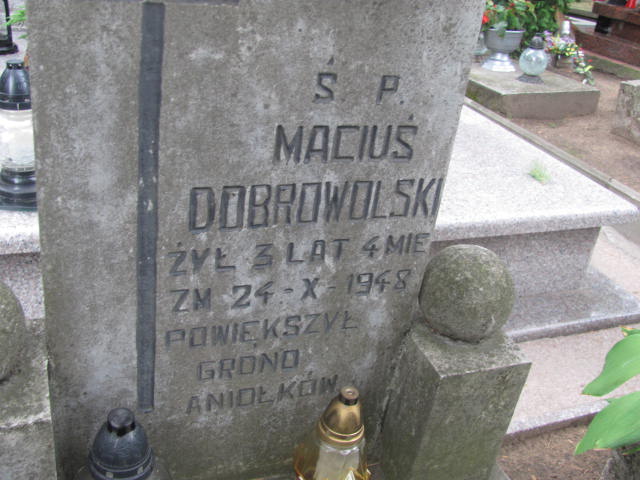 Ś. P.
MACIUŚ
DOBROWOLSKI
ŻYŁ 3 LAT 4 MIE
ZM 24-X-1948
POWIĘKSZYŁ
GRONO
ANIOŁKÓW